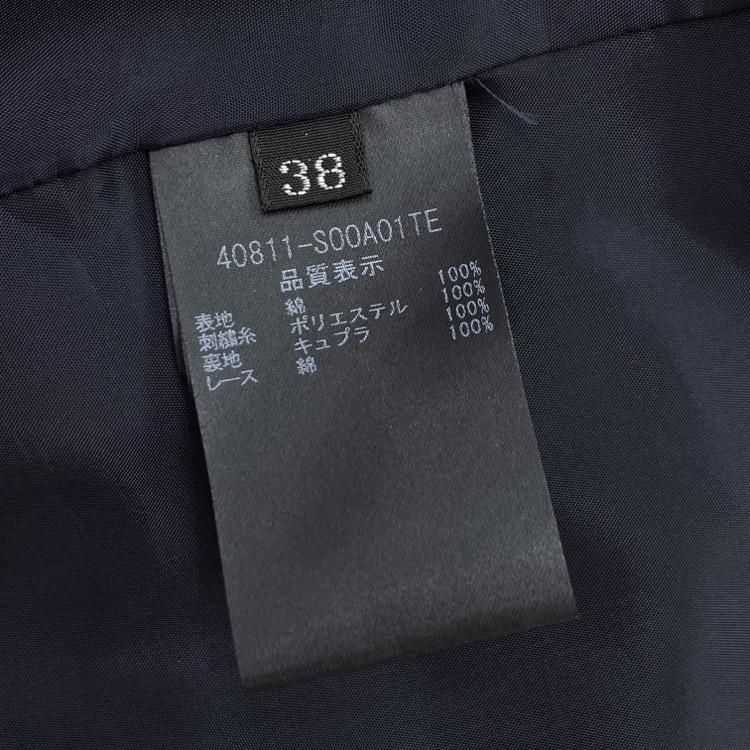 38
40811-S00A01TE
品質表示
表地 綿 100%
刺繍糸 ポリエステル 100%
裏地 キュプラ 100%
レース 綿 100%